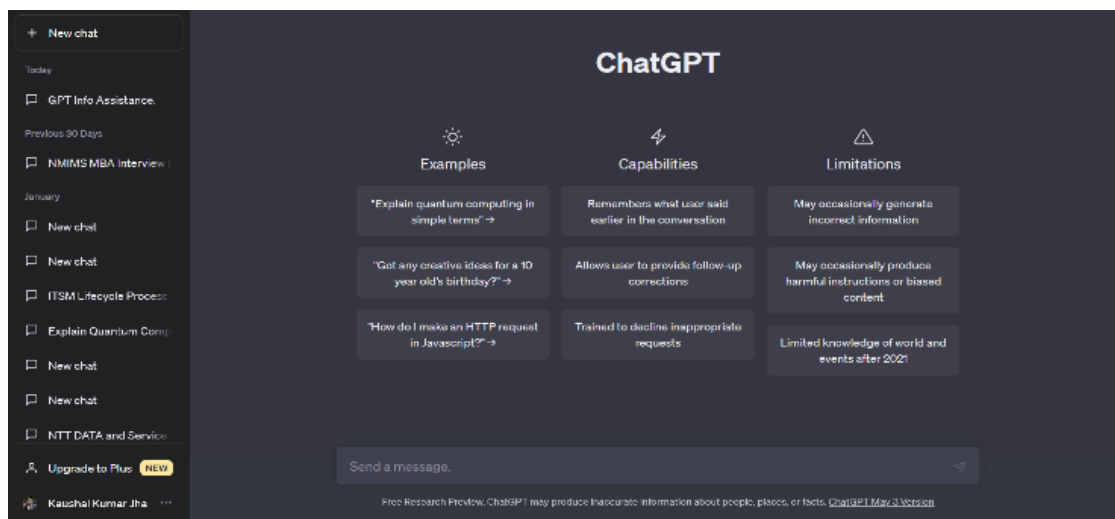 + New chat
Today
GPT Info Assistance.
Previous 30 Days
NMIMS MBA Interview
January
New chat
New chat
ITSM Lifecycle Process
Explain Quantum Comp
New chat
New chat
NTT DATA and Service
Upgrade to Plus NEW
Kaushal Kumar Jha ...
ChatGPT
Examples
"Explain quantum computing in
simple terms" →
"Got any creative ideas for a 10
year old's birthday?" →
"How do I make an HTTP request
in Javascript?" →
Capabilities
Remembers what user said
earlier in the conversation
Allows user to provide follow-up
corrections
Trained to decline inappropriate
requests
Limitations
May occasionally generate
incorrect information
May occasionally produce
harmful instructions or biased
content
Limited knowledge of world and
events after 2021
Send a message.
Free Research Preview. ChatGPT may produce inaccurate information about people, places, or facts. ChatGPT May 3 Version